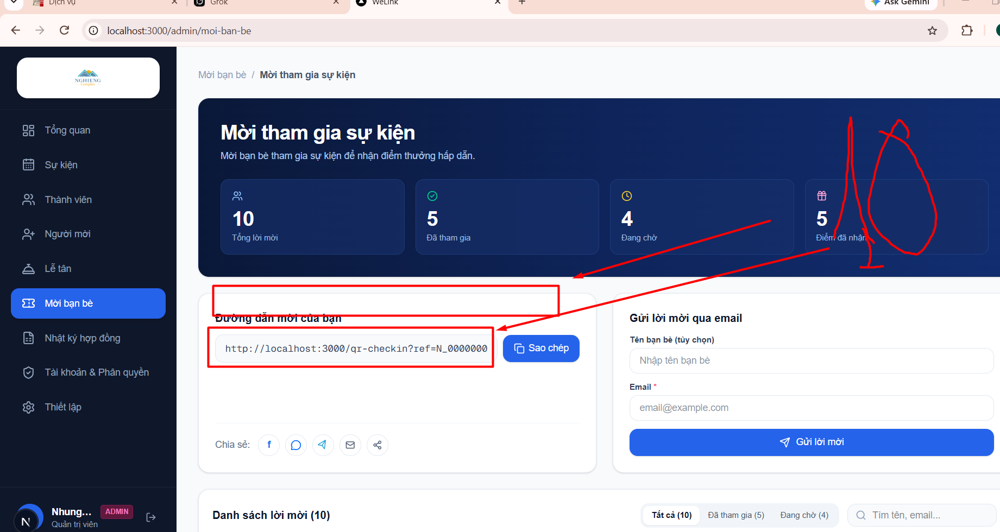 Dịch vụ
Grok
WeLink
Ask Gemini
localhost:3000/admin/moi-ban-be
NGHIENG
Complex
Tổng quan
Sự kiện
Thành viên
Người mời
Lễ tân
Mời bạn bè
Nhật ký hợp đồng
Tài khoản & Phân quyền
Thiết lập
N
Nhung...
ADMIN
Quản trị viên
Mời bạn bè / Mời tham gia sự kiện
Mời tham gia sự kiện
Mời bạn bè tham gia sự kiện để nhận điểm thưởng hấp dẫn.
10
Tổng lời mời
5
Đã tham gia
4
Đang chờ
5
Điểm đã nhận
Đường dẫn mời của bạn
http://localhost:3000/qr-checkin?ref=N_0000000
Sao chép
Chia sẻ:
f
Gửi lời mời qua email
Tên bạn bè (tùy chọn)
Nhập tên bạn bè
Email *
email@example.com
Gửi lời mời
Danh sách lời mời (10)
Tất cả (10)
Đã tham gia (5)
Đang chờ (4)
Tìm tên, email...